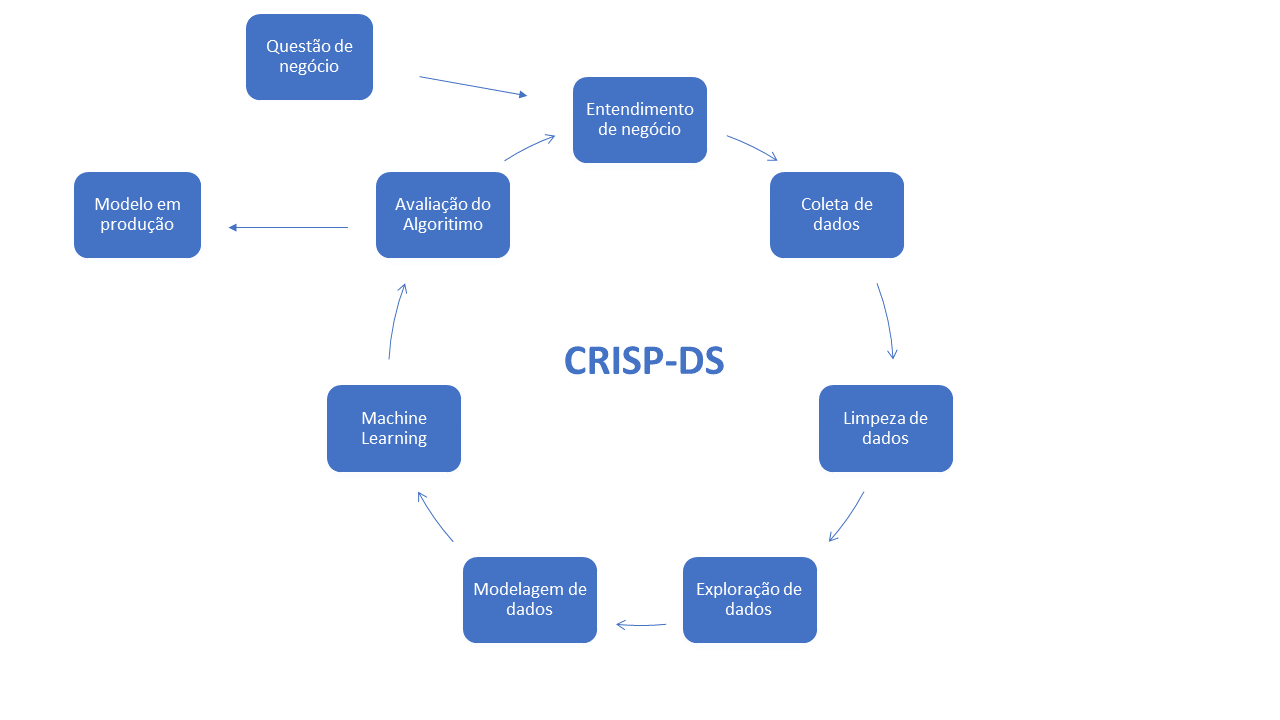 Questão de
negócio
Entendimento
de negócio
Modelo em
produção
Avaliação do
Algoritimo
Coleta de
dados
CRISP-DS
Machine
Learning
Limpeza de
dados
Modelagem de
dados
Exploração de
dados